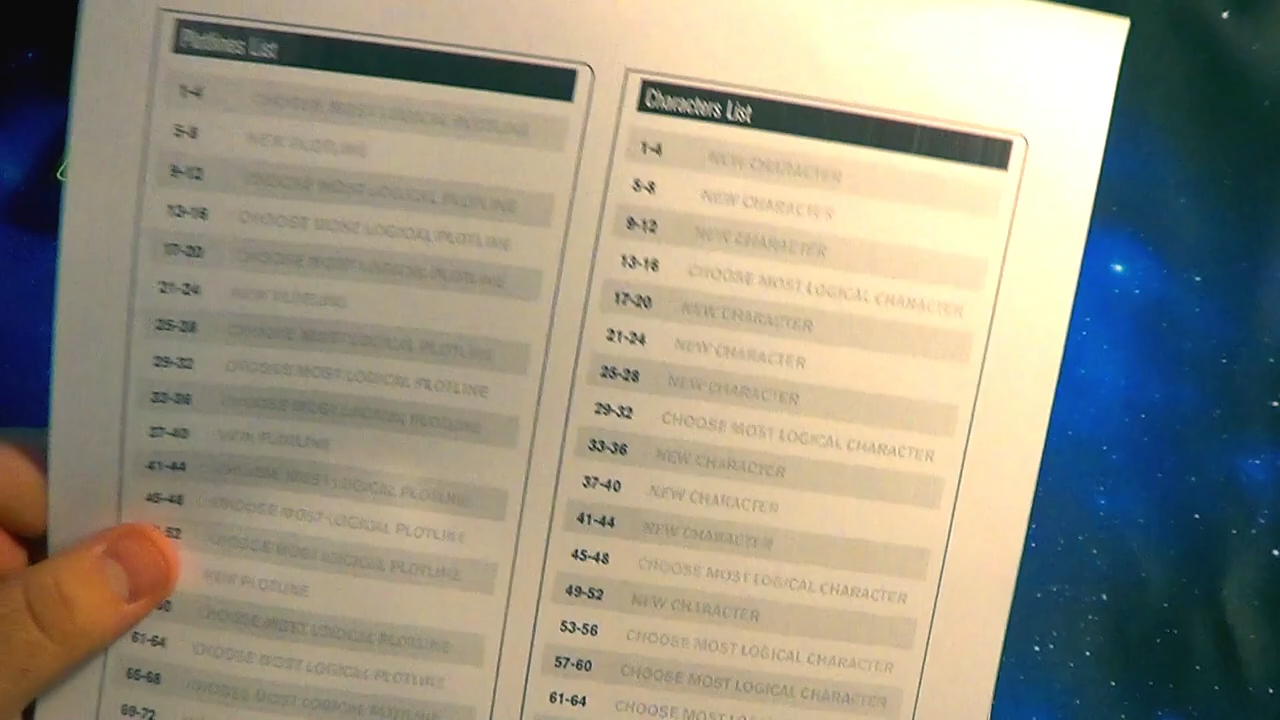 Plotlines List
1-4 CHOOSE MOST LOGICAL PLOTLINE
5-8 NEW PLOTLINE
9-12 CHOOSE MOST LOGICAL PLOTLINE
13-16 CHOOSE MOST LOGICAL PLOTLINE
17-20 CHOOSE MOST LOGICAL PLOTLINE
21-24 NEW PLOTLINE
25-28 CHOOSE MOST LOGICAL PLOTLINE
29-32 CHOOSE MOST LOGICAL PLOTLINE
33-36 CHOOSE MOST LOGICAL PLOTLINE
37-40 NEW PLOTLINE
41-44 CHOOSE MOST LOGICAL PLOTLINE
45-48 CHOOSE MOST LOGICAL PLOTLINE
52 CHOOSE MOST LOGICAL PLOTLINE
NEW PLOTLINE
CHOOSE MOST LOGICAL PLOTLINE
61-64 CHOOSE MOST LOGICAL PLOTLINE
65-68 CHOOSE MOST LOGICAL PLOTLINE
69-72
Characters List
1-4 NEW CHARACTER
5-8 NEW CHARACTER
9-12 NEW CHARACTER
13-16 CHOOSE MOST LOGICAL CHARACTER
17-20 NEW CHARACTER
21-24 NEW CHARACTER
25-28 NEW CHARACTER
29-32 CHOOSE MOST LOGICAL CHARACTER
33-36 NEW CHARACTER
37-40 NEW CHARACTER
41-44 NEW CHARACTER
45-48 CHOOSE MOST LOGICAL CHARACTER
49-52 NEW CHARACTER
53-56 CHOOSE MOST LOGICAL CHARACTER
57-60 CHOOSE MOST LOGICAL CHARACTER
61-64 CHOOSE MOST LOGICAL CHARACTER